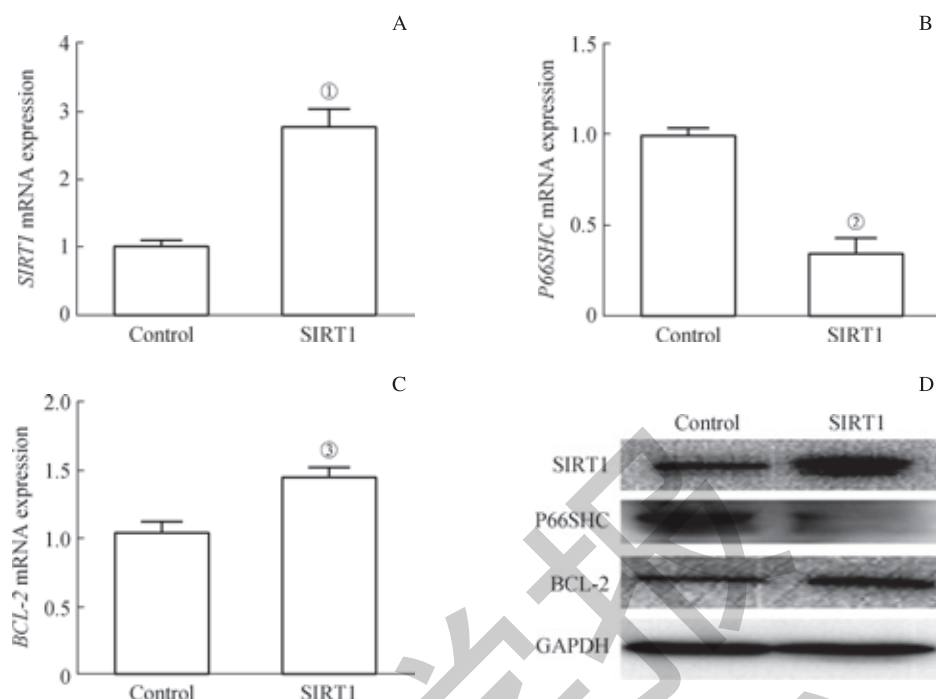 A
SIRT1 mRNA expression
4
3
2
1
0
①
Control SIRT1
B
P66SHC mRNA expression
1.5
1.0
0.5
0
②
Control SIRT1
C
BCL-2 mRNA expression
2.0
1.5
1.0
0.5
0
③
Control SIRT1
D
Control SIRT1
SIRT1
P66SHC
BCL-2
GAPDH